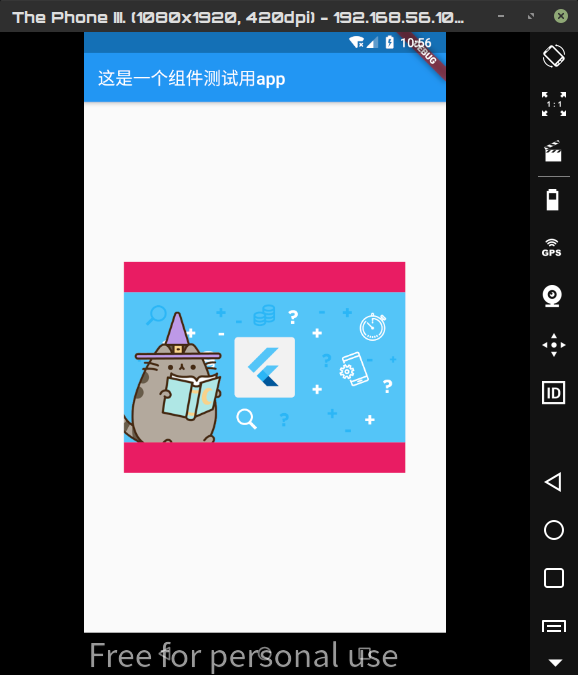 The Phone III. (1080x1920, 420dpi) - 192.168.56.10...
10:56
DEBUG
这是一个组件测试用app
1:1
GPS
ID
Free for personal use